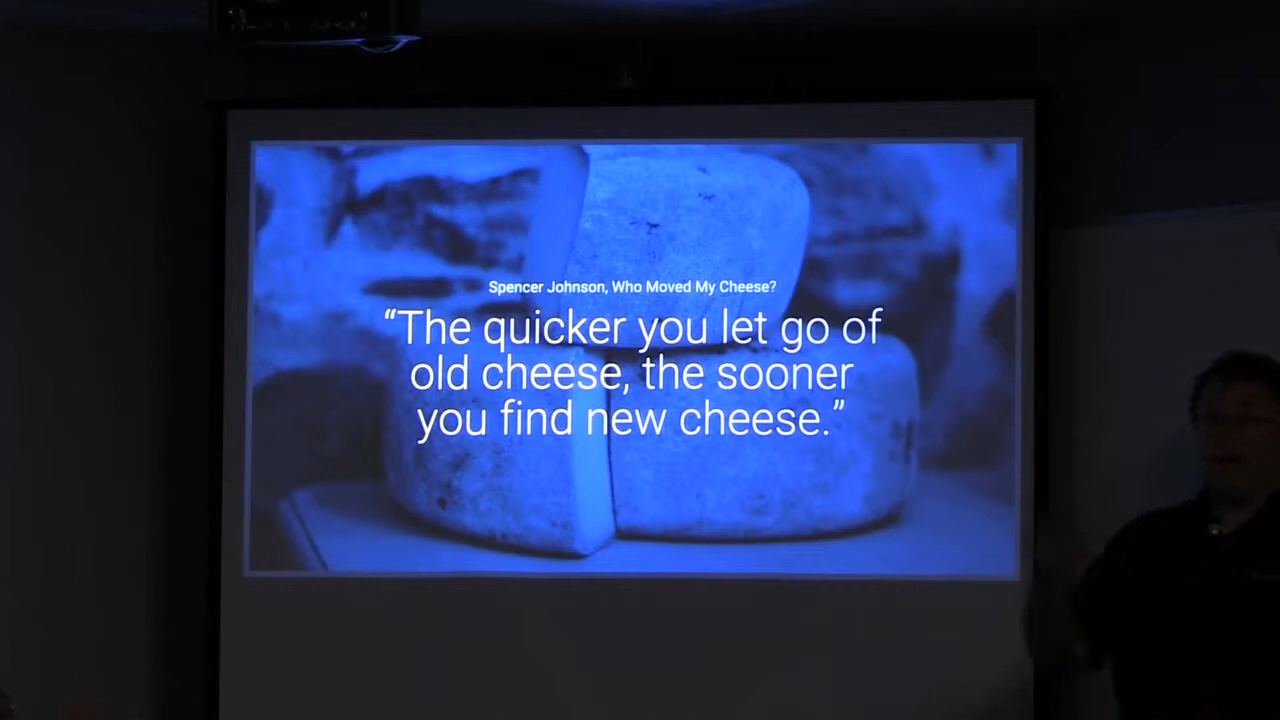 Spencer Johnson, Who Moved My Cheese?
“The quicker you let go of
old cheese, the sooner
you find new cheese.”